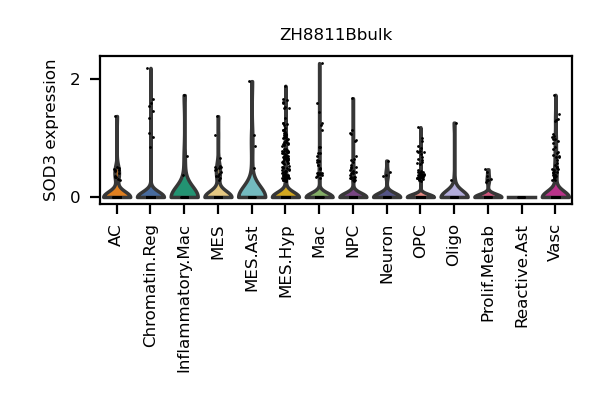 ZH8811Bbulk
SOD3 expression
2
0
AC
Chromatin.Reg
Inflammatory.Mac
MES
MES.Ast
MES.Hyp
Mac
NPC
Neuron
OPC
Oligo
Prolif.Metab
Reactive.Ast
Vasc